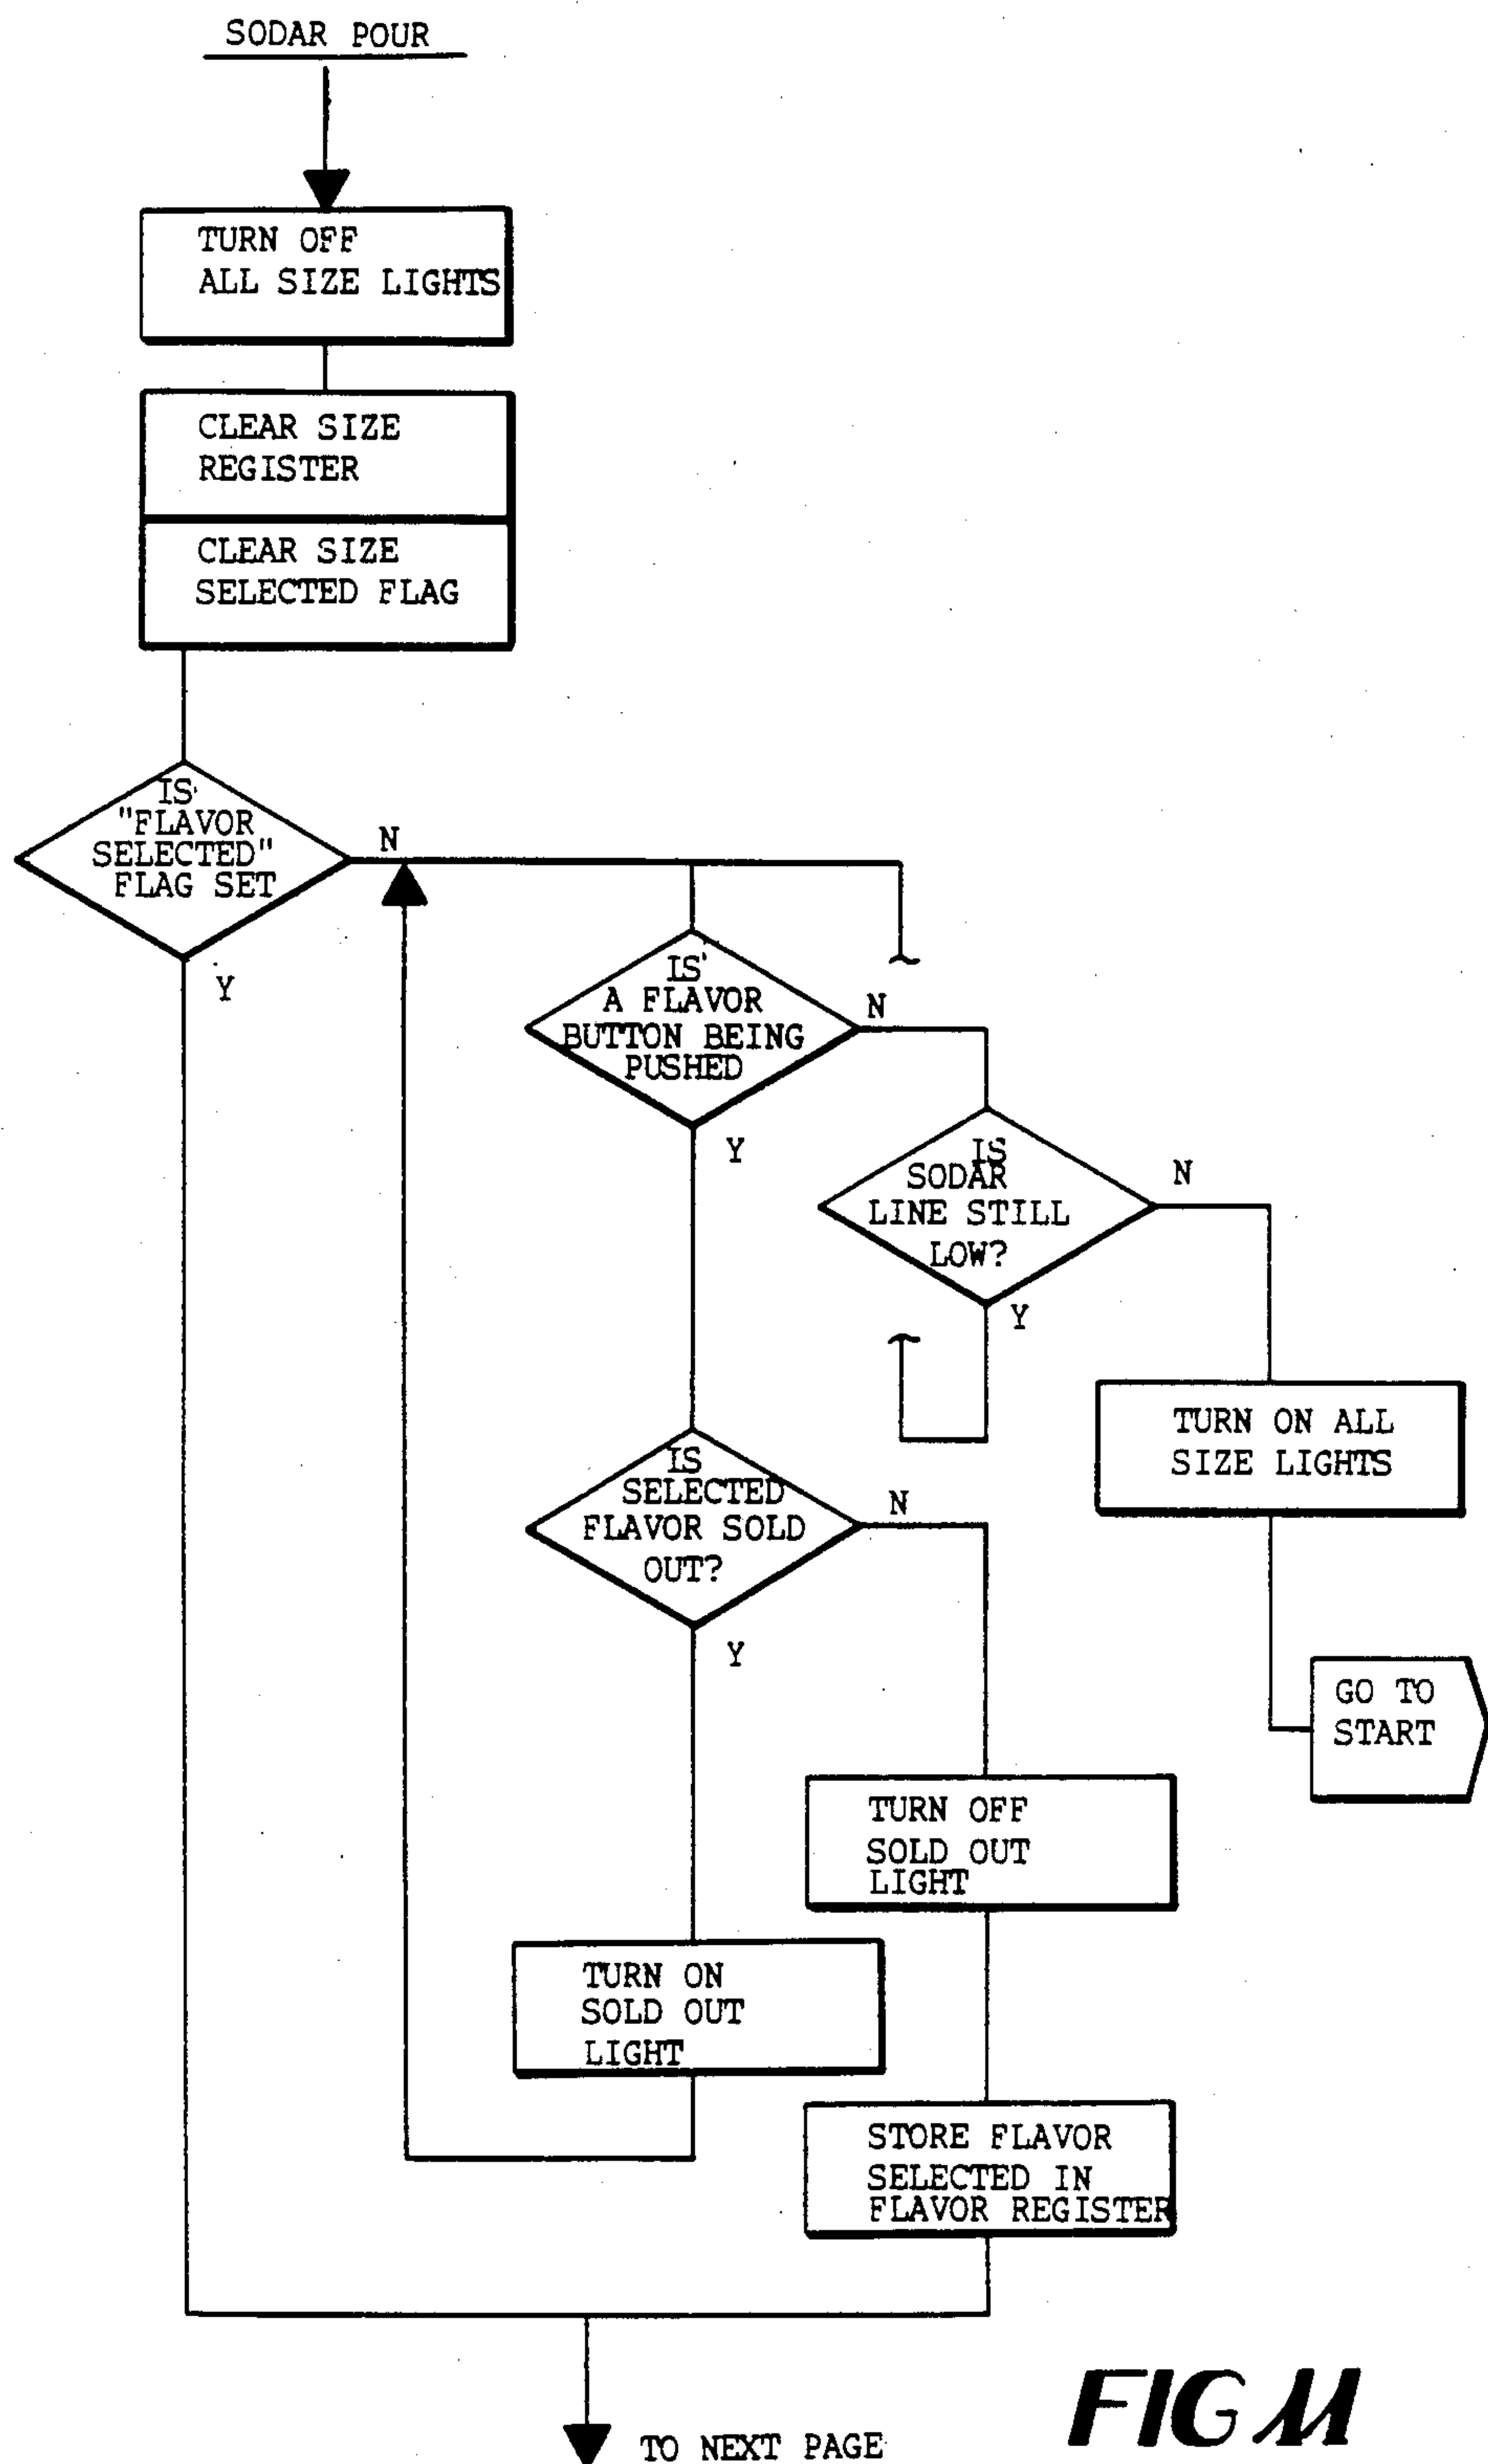 SODAR POUR
TURN OFF
ALL SIZE LIGHTS
CLEAR SIZE
REGISTER
CLEAR SIZE
SELECTED FLAG
IS
"FLAVOR
SELECTED"
FLAG SET
N
Y
IS
A FLAVOR
BUTTON BEING
PUSHED
N
Y
IS
SODAR
LINE STILL
LOW?
N
Y
TURN ON ALL
SIZE LIGHTS
GO TO
START
IS
SELECTED
FLAVOR SOLD
OUT?
N
Y
TURN OFF
SOLD OUT
LIGHT
TURN ON
SOLD OUT
LIGHT
STORE FLAVOR
SELECTED IN
FLAVOR REGISTER
TO NEXT PAGE
FIG